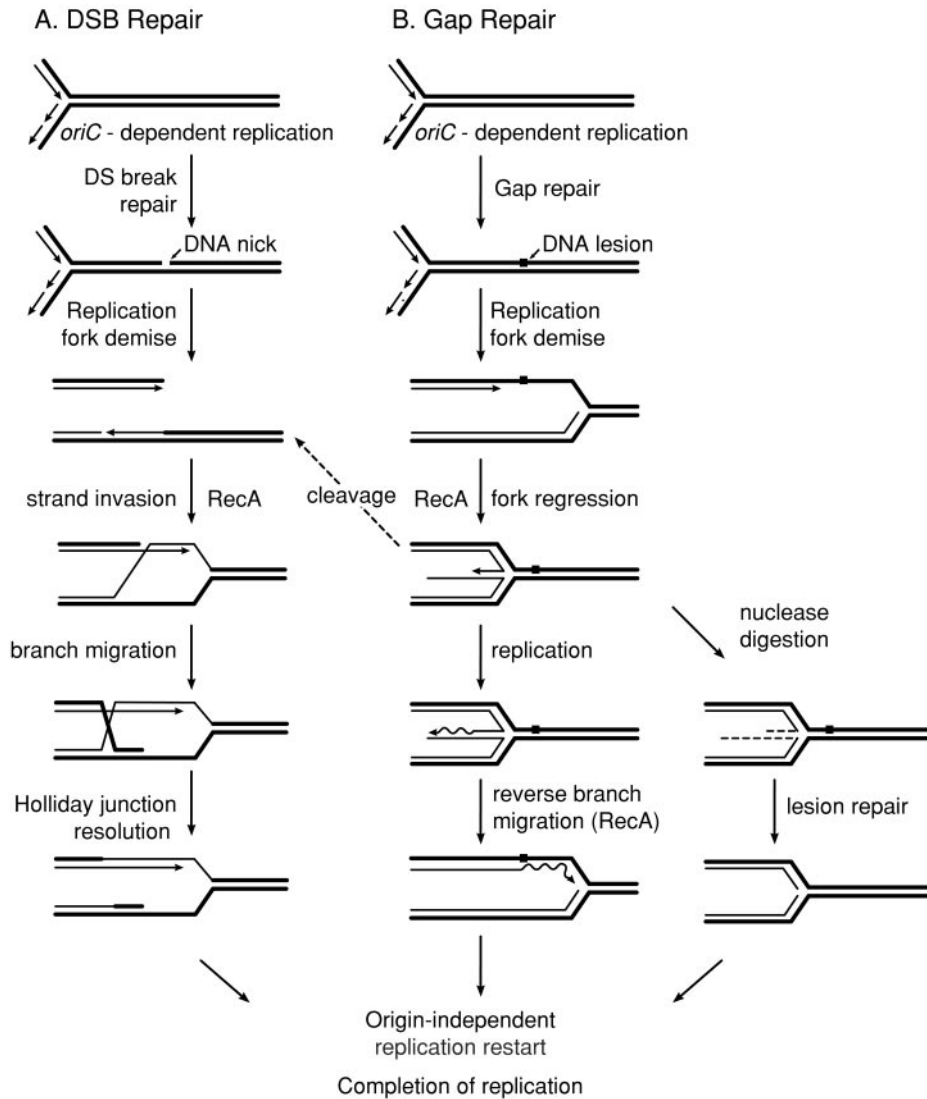 A. DSB Repair
B. Gap Repair
oriC - dependent replication
oriC - dependent replication
DS break
repair
Gap repair
DNA nick
DNA lesion
Replication
fork demise
Replication
fork demise
strand invasion
RecA
cleavage
RecA
fork regression
branch migration
replication
nuclease
digestion
Holliday junction
resolution
reverse branch
migration (RecA)
lesion repair
Origin-independent
replication restart
Completion of replication